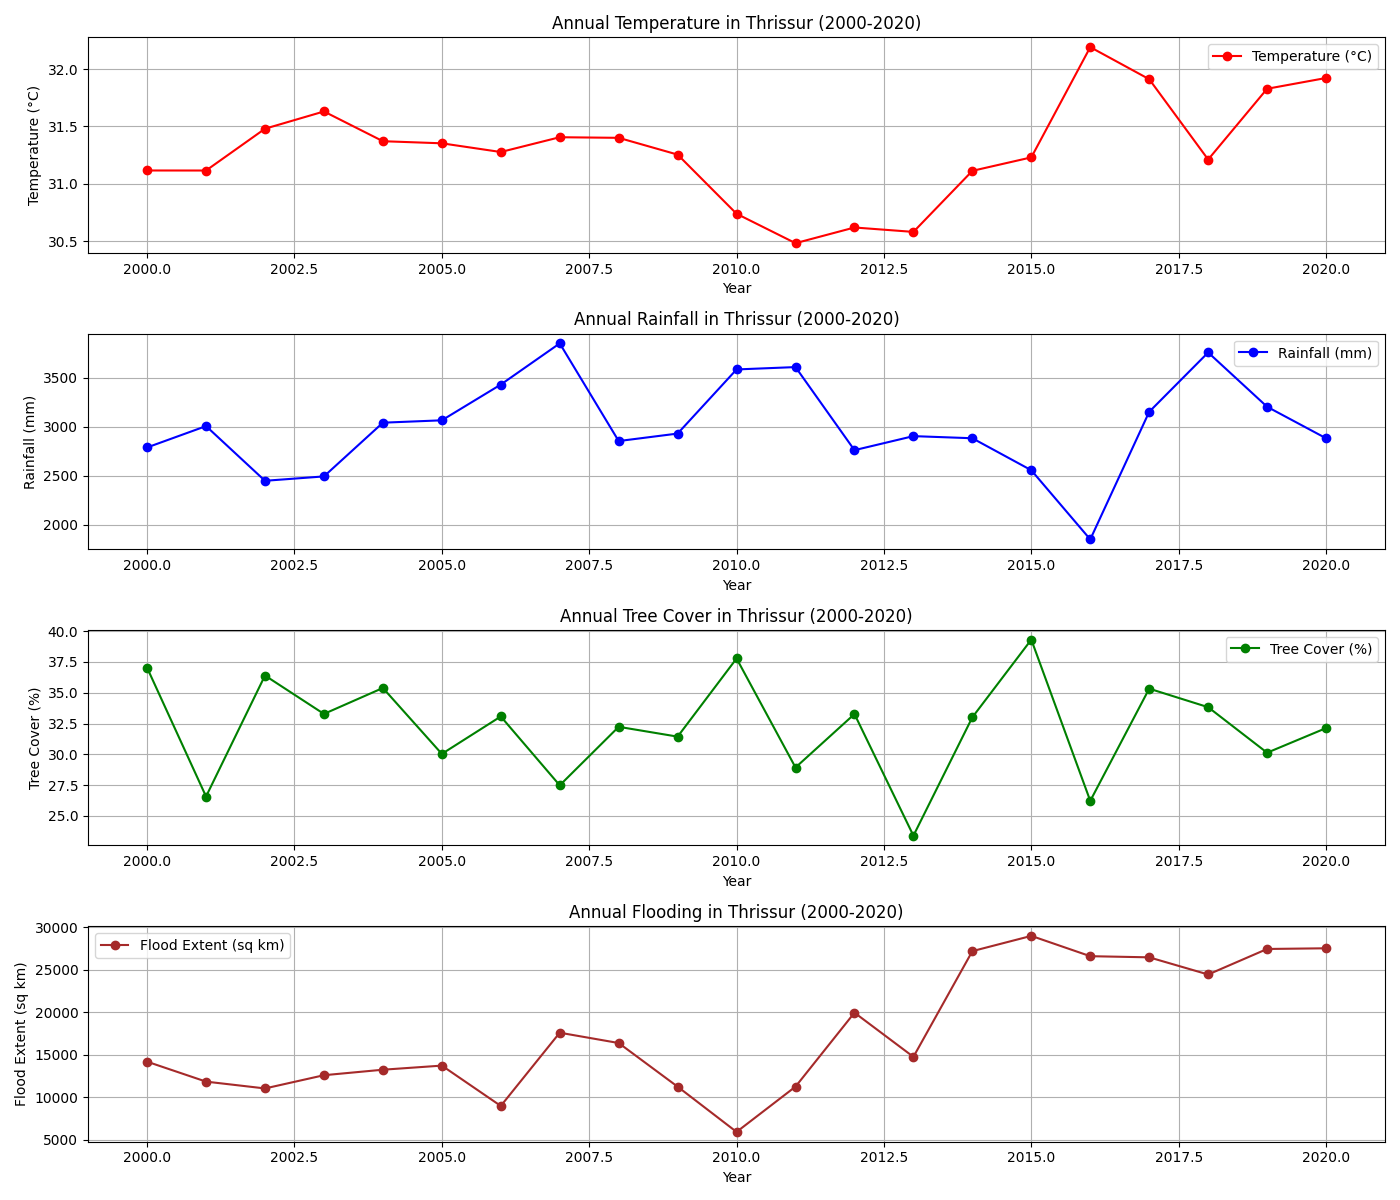 Annual Temperature in Thrissur (2000-2020)
Temperature (°C)
32.0
31.5
31.0
30.5
Temperature (°C)
2000.0 2002.5 2005.0 2007.5 2010.0 2012.5 2015.0 2017.5 2020.0
Year
Annual Rainfall in Thrissur (2000-2020)
Rainfall (mm)
3500
3000
2500
2000
Rainfall (mm)
2000.0 2002.5 2005.0 2007.5 2010.0 2012.5 2015.0 2017.5 2020.0
Year
Annual Tree Cover in Thrissur (2000-2020)
Tree Cover (%)
40.0
37.5
35.0
32.5
30.0
27.5
25.0
Tree Cover (%)
2000.0 2002.5 2005.0 2007.5 2010.0 2012.5 2015.0 2017.5 2020.0
Year
Annual Flooding in Thrissur (2000-2020)
Flood Extent (sq km)
30000
25000
20000
15000
10000
5000
Flood Extent (sq km)
2000.0 2002.5 2005.0 2007.5 2010.0 2012.5 2015.0 2017.5 2020.0
Year